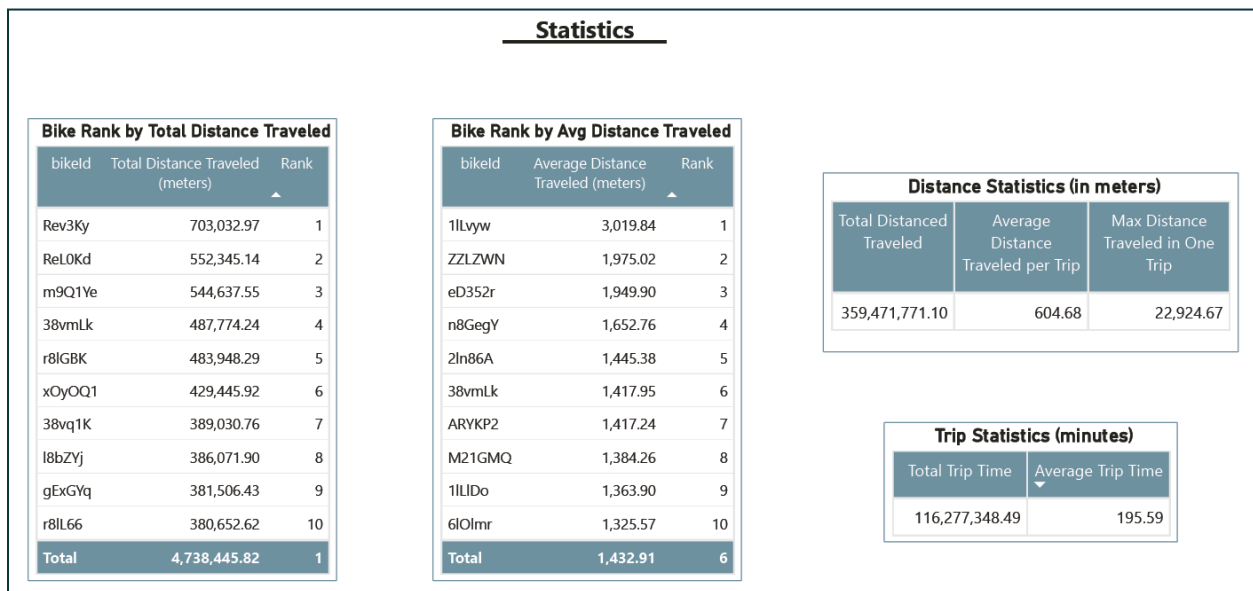 Statistics
Bike Rank by Total Distance Traveled
bikeId Total Distance Traveled (meters) Rank
Rev3Ky 703,032.97 1
ReL0Kd 552,345.14 2
m9Q1Ye 544,637.55 3
38vmLk 487,774.24 4
r8lGBK 483,948.29 5
xOyOQ1 429,445.92 6
38vq1K 389,030.76 7
l8bZYj 386,071.90 8
gExGYq 381,506.43 9
r8lL66 380,652.62 10
Total 4,738,445.82 1
Bike Rank by Avg Distance Traveled
bikeId Average Distance Traveled (meters) Rank
1lLvyw 3,019.84 1
ZZLZWN 1,975.02 2
eD352r 1,949.90 3
n8GegY 1,652.76 4
2ln86A 1,445.38 5
38vmLk 1,417.95 6
ARYKP2 1,417.24 7
M21GMQ 1,384.26 8
1lLlDo 1,363.90 9
6lOlmr 1,325.57 10
Total 1,432.91 6
Distance Statistics (in meters)
Total Distanced Traveled Average Distance Traveled per Trip Max Distance Traveled in One Trip
359,471,771.10 604.68 22,924.67
Trip Statistics (minutes)
Total Trip Time Average Trip Time
116,277,348.49 195.59